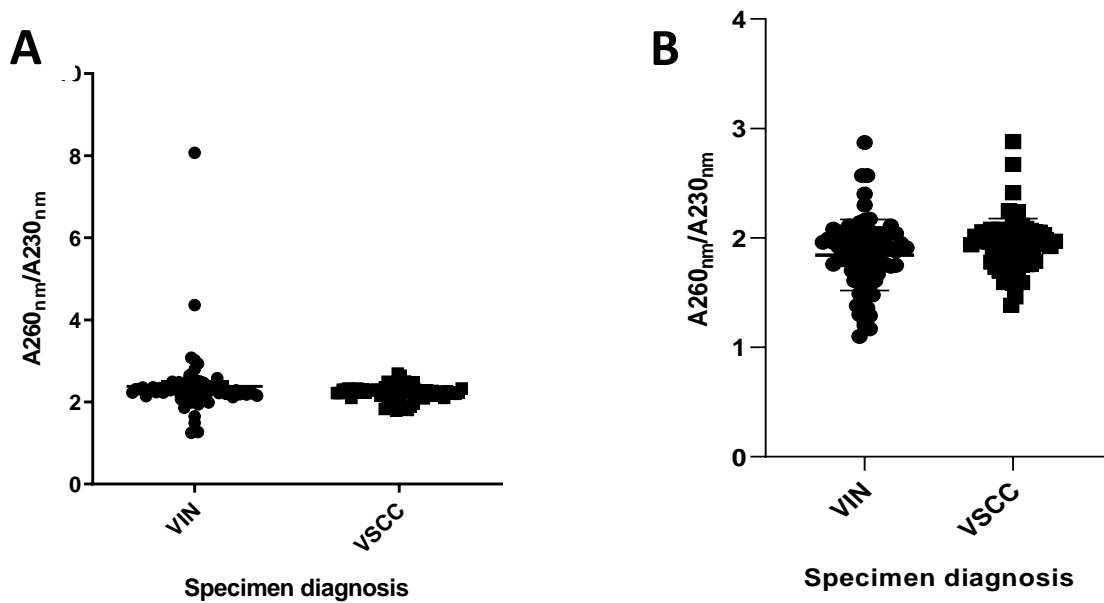 A
8
6
4
2
0
A260nm/A230nm
VIN
VSCC
Specimen diagnosis
B
4
3
2
1
0
A260nm/A230nm
VIN
VSCC
Specimen diagnosis